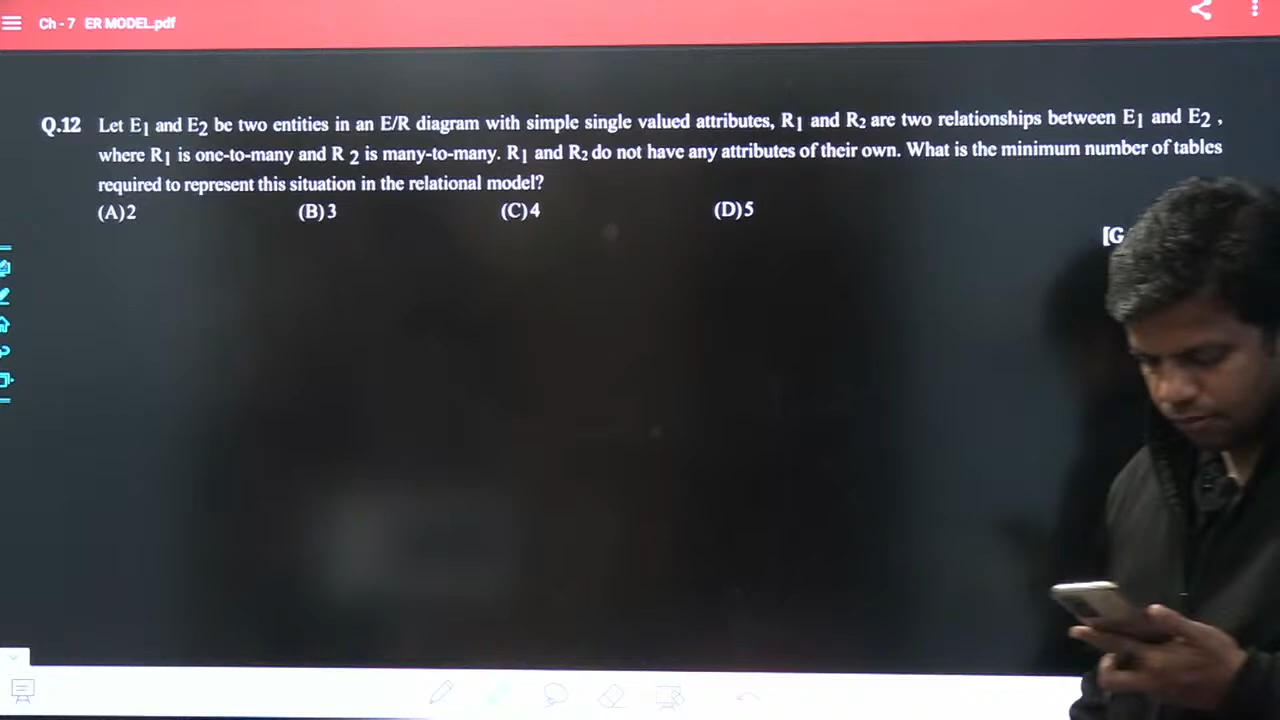 Ch - 7 ER MODEL.pdf
Q.12 Let E1 and E2 be two entities in an E/R diagram with simple single valued attributes, R1 and R2 are two relationships between E1 and E2 ,
where R1 is one-to-many and R 2 is many-to-many. R1 and R2 do not have any attributes of their own. What is the minimum number of tables
required to represent this situation in the relational model?
(A) 2 (B) 3 (C) 4 (D) 5
[G